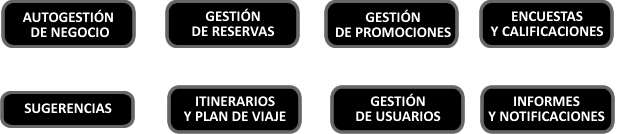 AUTOGESTIÓN
DE NEGOCIO
GESTIÓN
DE RESERVAS
GESTIÓN
DE PROMOCIONES
ENCUESTAS
Y CALIFICACIONES
SUGERENCIAS
ITINERARIOS
Y PLAN DE VIAJE
GESTIÓN
DE USUARIOS
INFORMES
Y NOTIFICACIONES